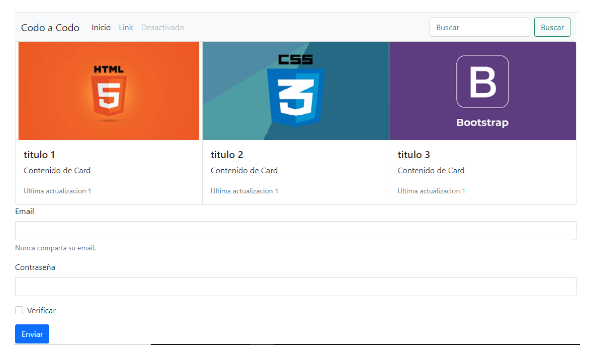 Codo a Codo Inicio Link Desactivado Buscar Buscar
HTML
5
CSS
3
B
Bootstrap
titulo 1
Contenido de Card
Ultima actualizacion 1
titulo 2
Contenido de Card
Ultima actualizacion 1
titulo 3
Contenido de Card
Ultima actualizacion 1
Email
Nunca comparta su email.
Contraseña
Verificar
Enviar